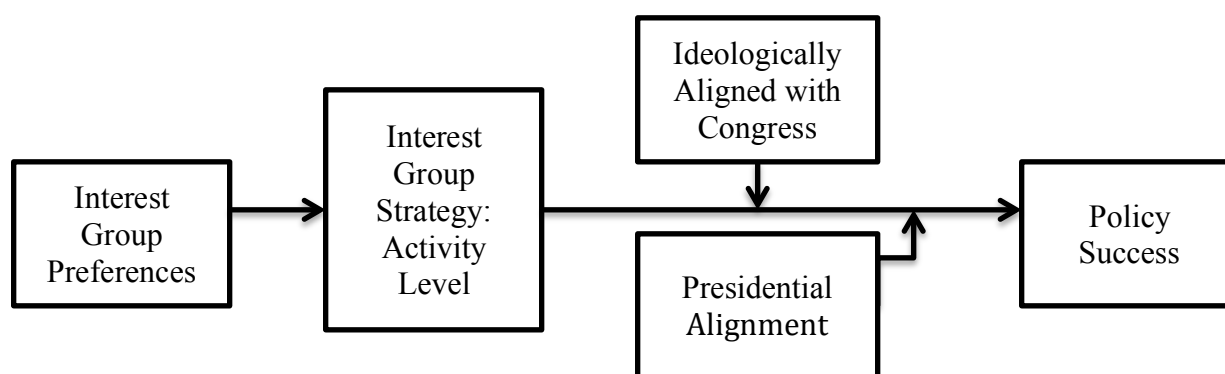 Interest
Group
Preferences
Interest
Group
Strategy:
Activity
Level
Ideologically
Aligned with
Congress
Presidential
Alignment
Policy
Success